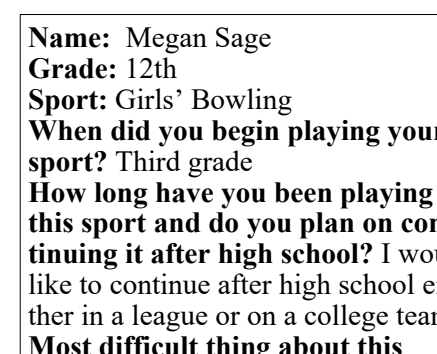 Name: Megan Sage
Grade: 12th
Sport: Girls' Bowling
When did you begin playing your
sport? Third grade
How long have you been playing
this sport and do you plan on con
tinuing it after high school? I wou
like to continue after high school e
ther in a league or on a college tea
Most difficult thing about this